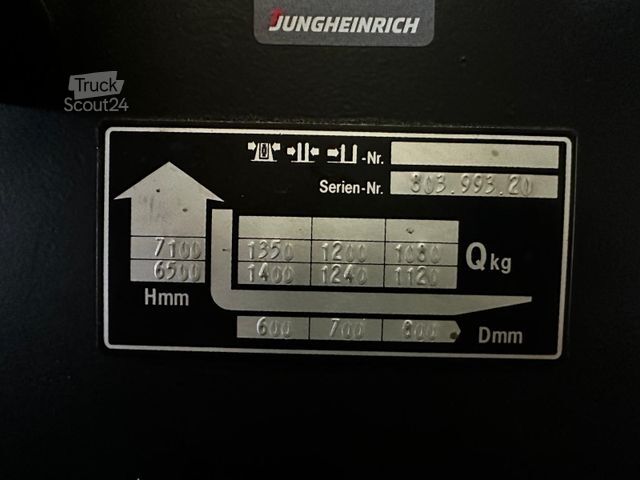 JUNGHEINRICH
Truck
Scout24
-Nr.
Serien-Nr. 803.993.20
7100 1350 1200 1080 Qkg
6500 1400 1240 1120
Hmm
600 700 800 Dmm